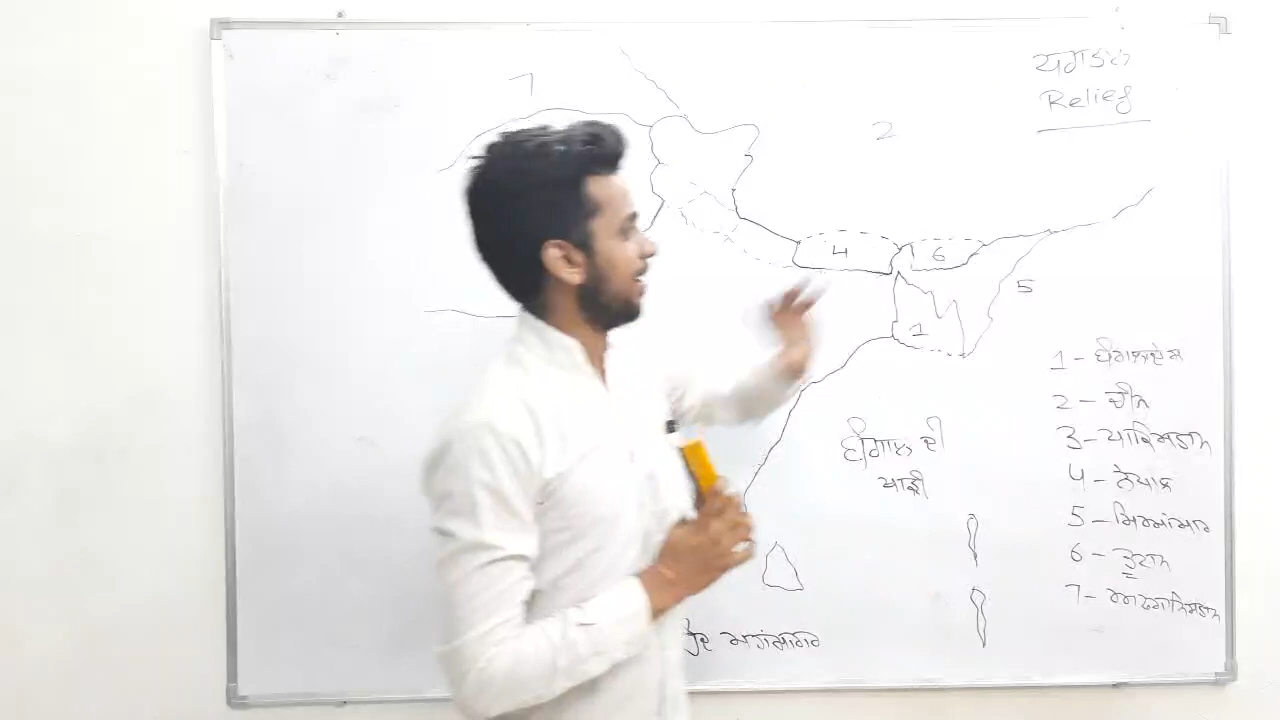 ਧਰਾਤਲ
Relief
7
2
4
6
5
1
1 - ਬੰਗਲਾਦੇਸ਼
2 - ਚੀਨ
3 - ਪਾਕਿਸਤਾਨ
4 - ਨੇਪਾਲ
5 - ਮਿਆਂਮਾਰ
6 - ਭੂਟਾਨ
7 - ਅਫਗਾਨਿਸਤਾਨ
ਬੰਗਾਲ ਦੀ
ਖਾੜੀ
ਹਿੰਦ ਮਹਾਂਸਾਗਰ